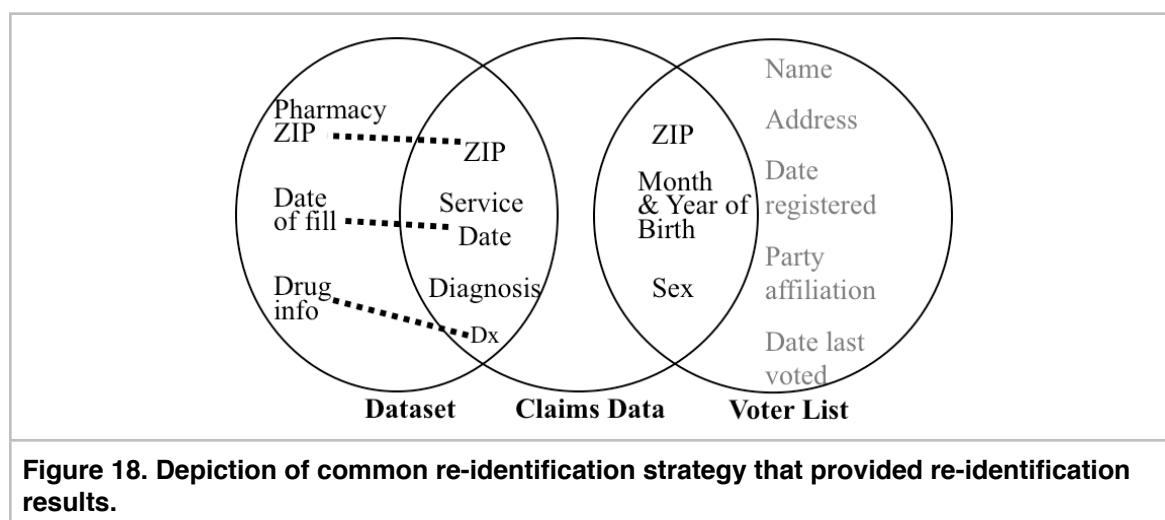 Pharmacy
ZIP
ZIP
Date
of fill
Service
Date
Drug
info
Diagnosis
Dx
ZIP
Month
& Year of
Birth
Sex
Name
Address
Date
registered
Party
affiliation
Date last
voted
Dataset
Claims Data
Voter List
Figure 18. Depiction of common re-identification strategy that provided re-identification
results.